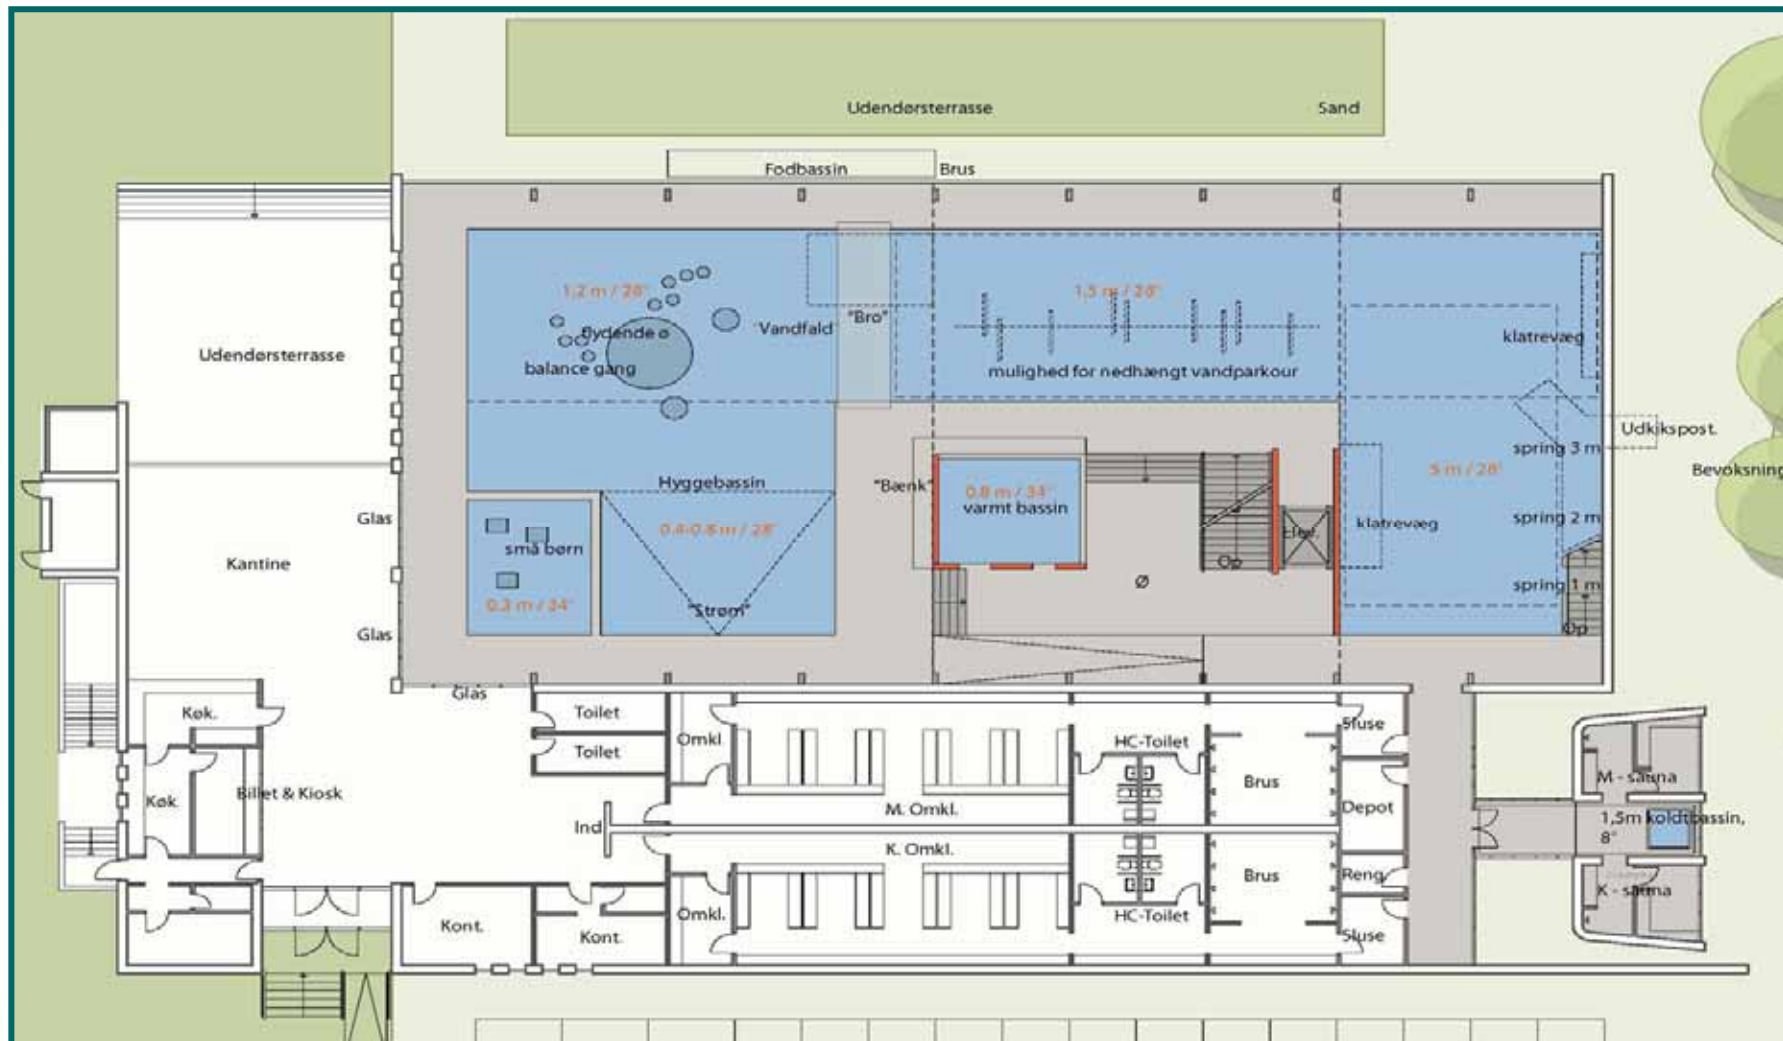 Udendørsterrasse
Sand
Fodbassin
Brus
1,2 m / 28°
1,5 m / 28°
flydende ø
Vandfald
"Bro"
klatrevæg
Udendørsterrasse
balance gang
mulighed for nedhængt vandparkour
Udkikspost.
spring 3 m
5 m / 28°
Bevoksning
Hyggebassin
"Bænk"
0.8 m / 34°
varmt bassin
Glas
klatrevæg
spring 2 m
0.4-0.8 m / 28°
Elev.
små børn
Kantine
Op
Ø
spring 1 m
0.3 m / 34°
"Strøm"
Op
Glas
Glas
Køk.
Toilet
Omkl.
HC-Toilet
Sluse
Toilet
Brus
M - sauna
Køk.
Billet & Kiosk
M. Omkl.
Depot
1,5m koldtbassin,
8°
Ind
K. Omkl.
Brus
Reng.
K - sauna
Omkl.
HC-Toilet
Kont.
Kont.
Sluse